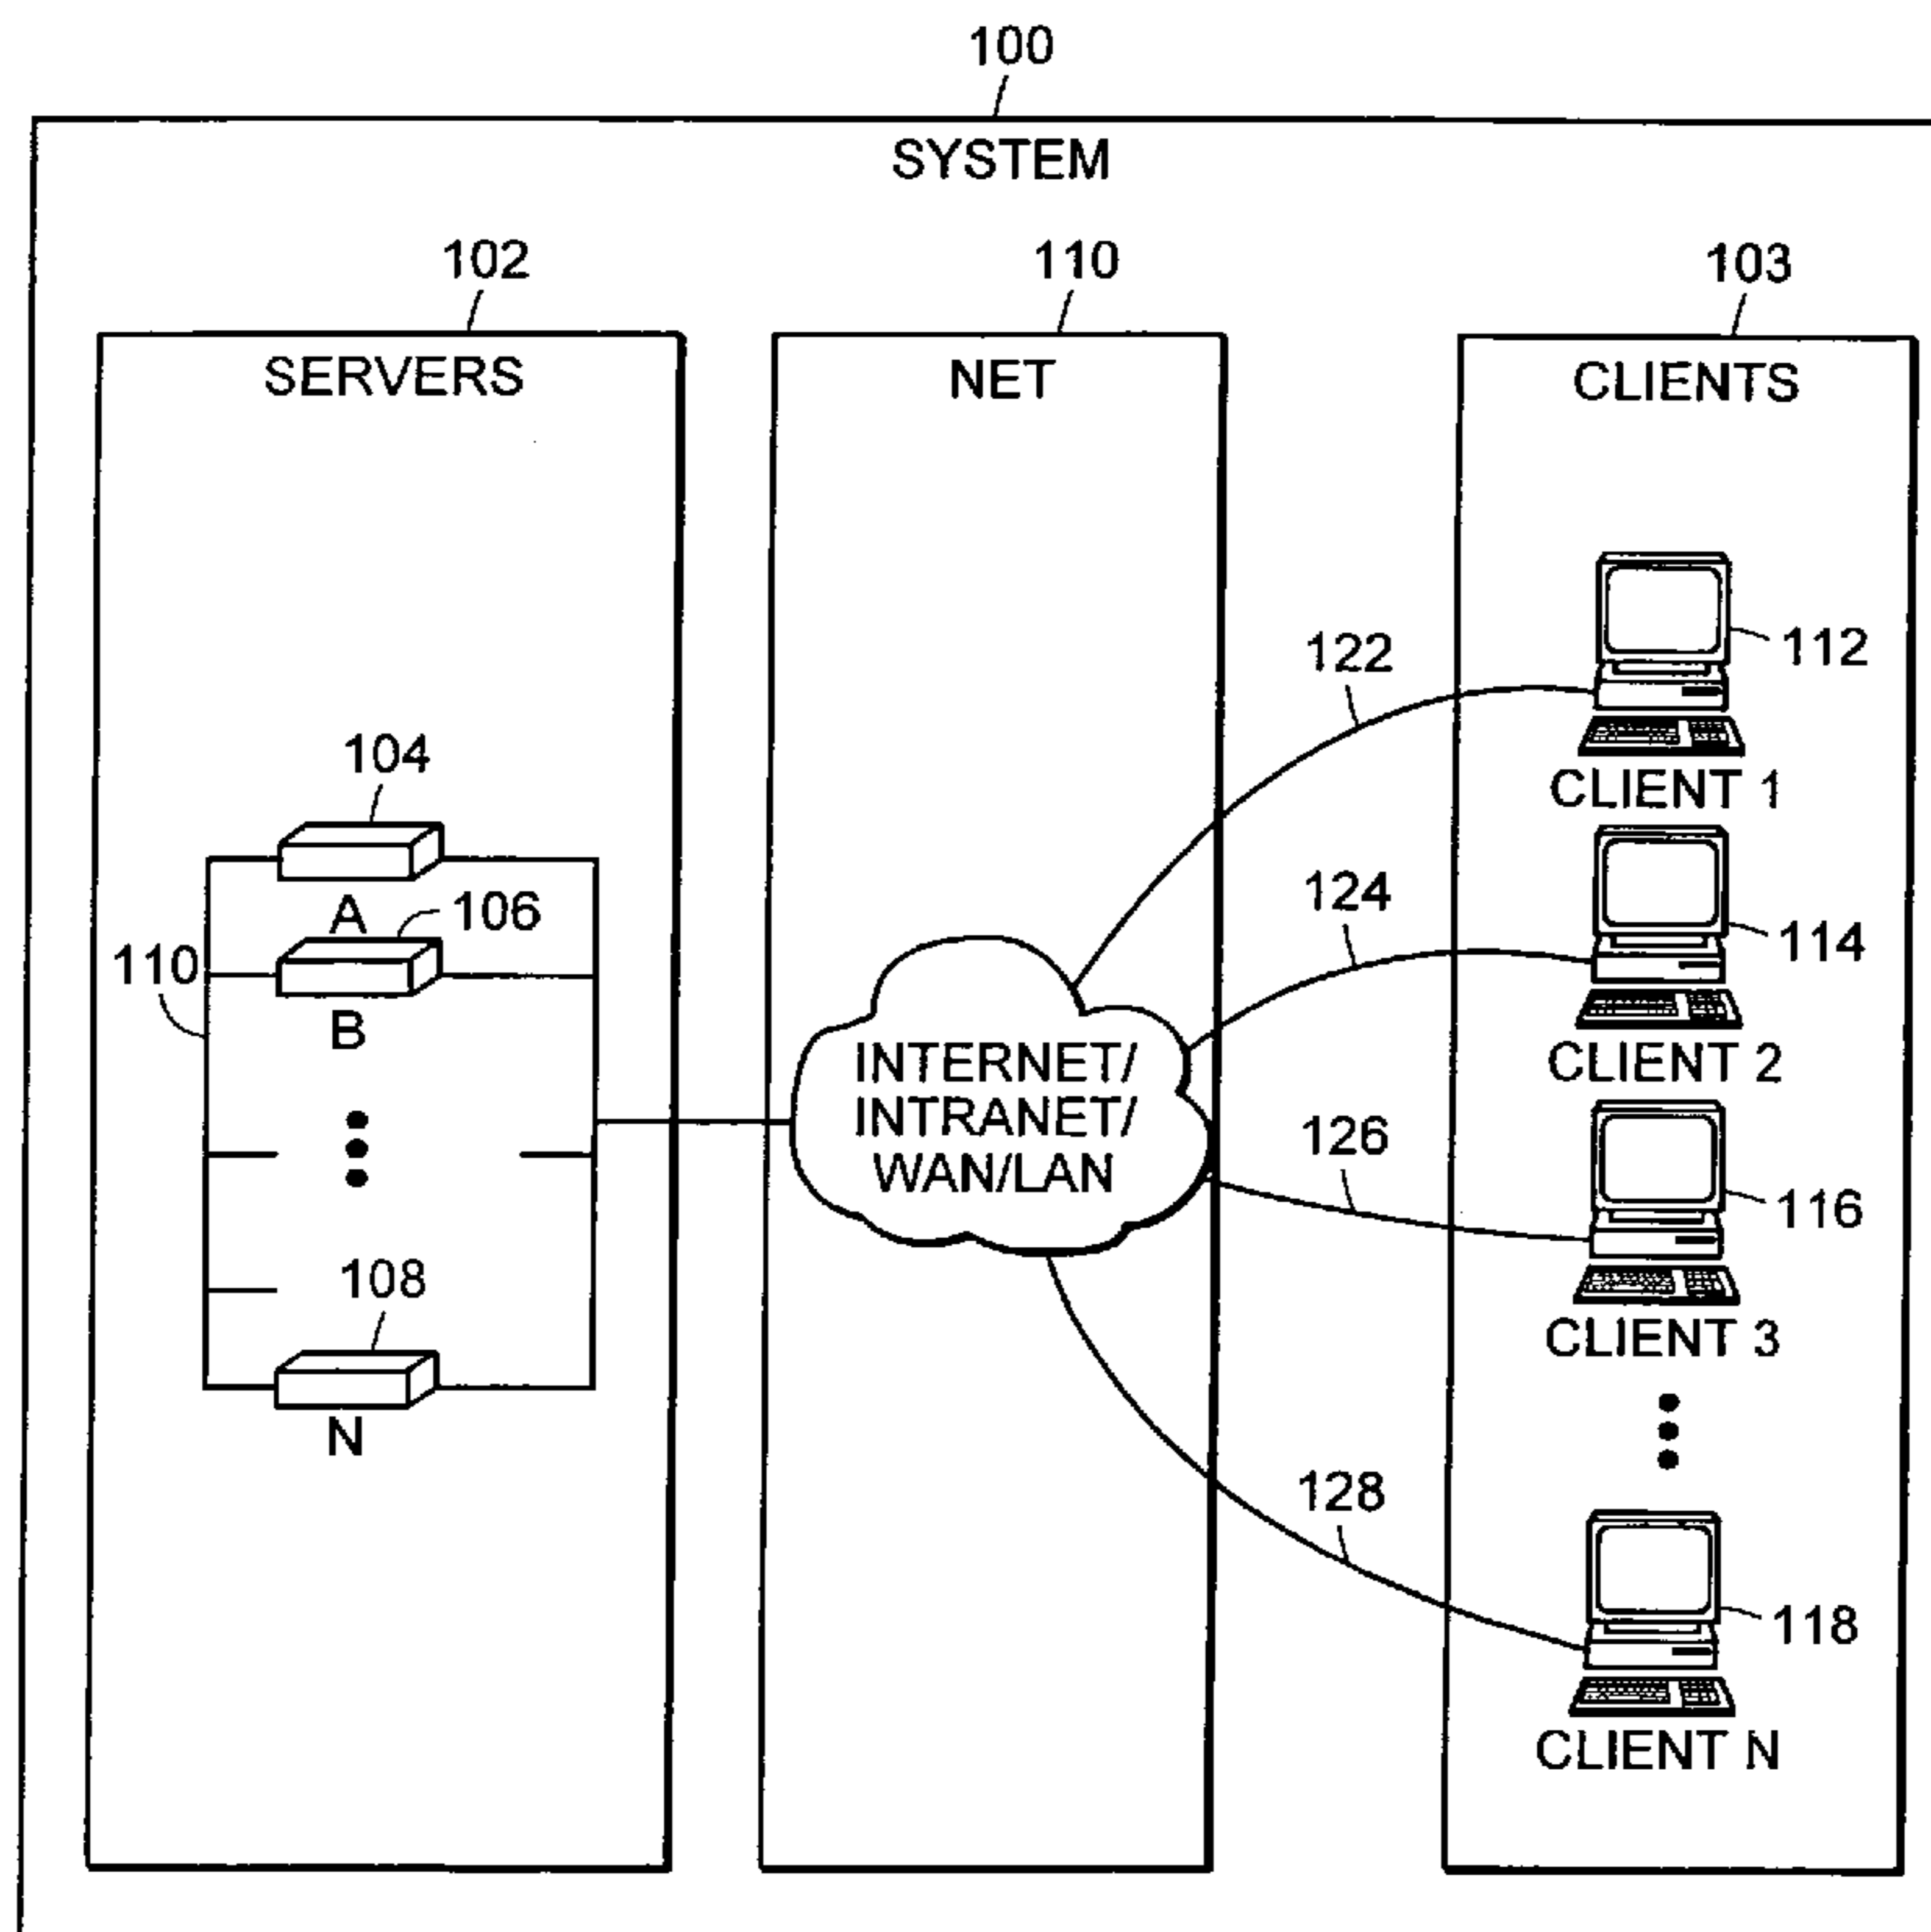 100
SYSTEM
102
110
103
SERVERS
NET
CLIENTS
104
A
106
110
B
108
N
INTERNET/
INTRANET/
WAN/LAN
122
124
126
128
112
CLIENT 1
114
CLIENT 2
116
CLIENT 3
118
CLIENT N